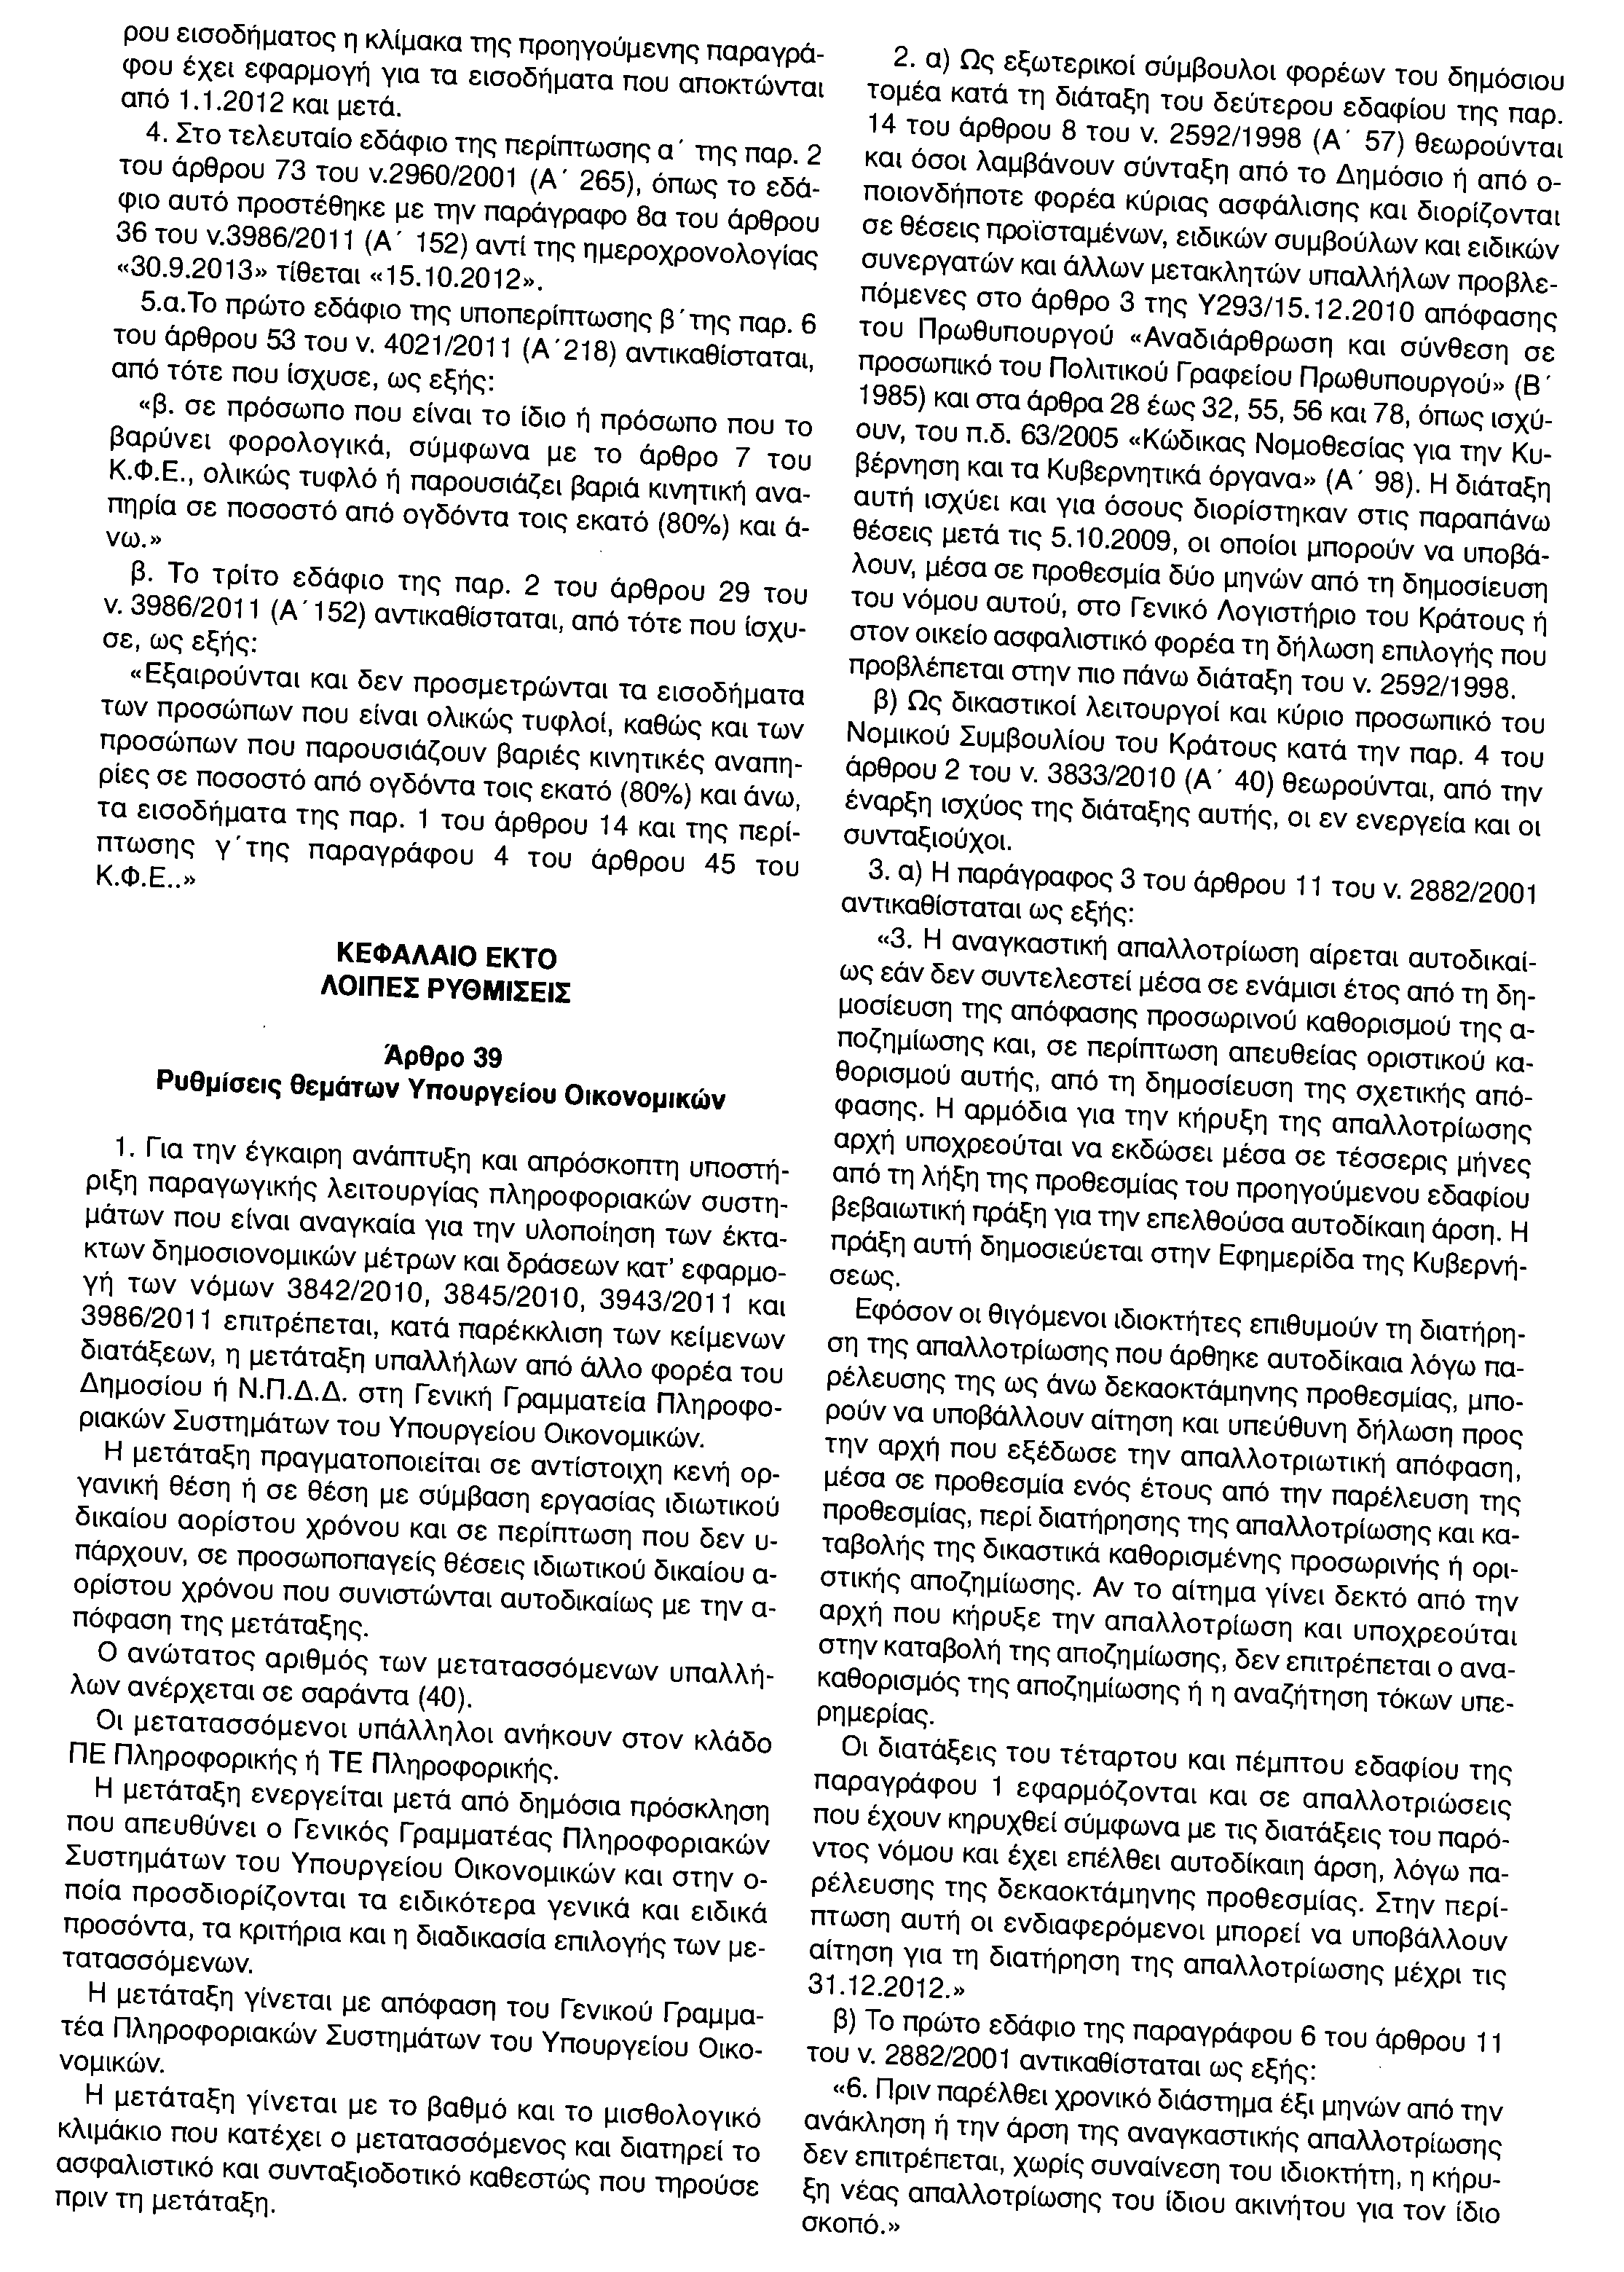 ρου εισοδήματος η κλίμακα της προηγούμενης παραγρά-
φου έχει εφαρμογή για τα εισοδήματα που αποκτώνται
από 1.1.2012 και μετά.
4. Στο τελευταίο εδάφιο της περίπτωσης α΄ της παρ. 2
του άρθρου 73 του ν.2960/2001 (Α΄ 265), όπως το εδά-
φιο αυτό προστέθηκε με την παράγραφο 8α του άρθρου
36 του ν.3986/2011 (Α΄ 152) αντί της ημεροχρονολογίας
«30.9.2013» τίθεται «15.10.2012».
5.α.Το πρώτο εδάφιο της υποπερίπτωσης β΄της παρ. 6
του άρθρου 53 του ν. 4021/2011 (Α΄218) αντικαθίσταται,
από τότε που ίσχυσε, ως εξής:
«β. σε πρόσωπο που είναι το ίδιο ή πρόσωπο που το
βαρύνει φορολογικά, σύμφωνα με το άρθρο 7 του
Κ.Φ.Ε., ολικώς τυφλό ή παρουσιάζει βαριά κινητική ανα-
πηρία σε ποσοστό από ογδόντα τοις εκατό (80%) και ά-
νω.»
β. Το τρίτο εδάφιο της παρ. 2 του άρθρου 29 του
ν. 3986/2011 (Α΄152) αντικαθίσταται, από τότε που ίσχυ-
σε, ως εξής:
«Εξαιρούνται και δεν προσμετρώνται τα εισοδήματα
των προσώπων που είναι ολικώς τυφλοί, καθώς και των
προσώπων που παρουσιάζουν βαριές κινητικές αναπη-
ρίες σε ποσοστό από ογδόντα τοις εκατό (80%) και άνω,
τα εισοδήματα της παρ. 1 του άρθρου 14 και της περί-
πτωσης γ΄της παραγράφου 4 του άρθρου 45 του
Κ.Φ.Ε..»
ΚΕΦΑΛΑΙΟ ΕΚΤΟ
ΛΟΙΠΕΣ ΡΥΘΜΙΣΕΙΣ
Άρθρο 39
Ρυθμίσεις θεμάτων Υπουργείου Οικονομικών
1. Για την έγκαιρη ανάπτυξη και απρόσκοπτη υποστή-
ριξη παραγωγικής λειτουργίας πληροφοριακών συστη-
μάτων που είναι αναγκαία για την υλοποίηση των έκτα-
κτων δημοσιονομικών μέτρων και δράσεων κατ’ εφαρμο-
γή των νόμων 3842/2010, 3845/2010, 3943/2011 και
3986/2011 επιτρέπεται, κατά παρέκκλιση των κείμενων
διατάξεων, η μετάταξη υπαλλήλων από άλλο φορέα του
Δημοσίου ή Ν.Π.Δ.Δ. στη Γενική Γραμματεία Πληροφο-
ριακών Συστημάτων του Υπουργείου Οικονομικών.
Η μετάταξη πραγματοποιείται σε αντίστοιχη κενή ορ-
γανική θέση ή σε θέση με σύμβαση εργασίας ιδιωτικού
δικαίου αορίστου χρόνου και σε περίπτωση που δεν υ-
πάρχουν, σε προσωποπαγείς θέσεις ιδιωτικού δικαίου α-
ορίστου χρόνου που συνιστώνται αυτοδικαίως με την α-
πόφαση της μετάταξης.
Ο ανώτατος αριθμός των μετατασσόμενων υπαλλή-
λων ανέρχεται σε σαράντα (40).
Οι μετατασσόμενοι υπάλληλοι ανήκουν στον κλάδο
ΠΕ Πληροφορικής ή ΤΕ Πληροφορικής.
Η μετάταξη ενεργείται μετά από δημόσια πρόσκληση
που απευθύνει ο Γενικός Γραμματέας Πληροφοριακών
Συστημάτων του Υπουργείου Οικονομικών και στην ο-
ποία προσδιορίζονται τα ειδικότερα γενικά και ειδικά
προσόντα, τα κριτήρια και η διαδικασία επιλογής των με-
τατασσόμενων.
Η μετάταξη γίνεται με απόφαση του Γενικού Γραμμα-
τέα Πληροφοριακών Συστημάτων του Υπουργείου Οικο-
νομικών.
Η μετάταξη γίνεται με το βαθμό και το μισθολογικό
κλιμάκιο που κατέχει ο μετατασσόμενος και διατηρεί το
ασφαλιστικό και συνταξιοδοτικό καθεστώς που τηρούσε
πριν τη μετάταξη.
2. α) Ως εξωτερικοί σύμβουλοι φορέων του δημόσιου
τομέα κατά τη διάταξη του δεύτερου εδαφίου της παρ.
14 του άρθρου 8 του ν. 2592/1998 (Α΄ 57) θεωρούνται
και όσοι λαμβάνουν σύνταξη από το Δημόσιο ή από ο-
ποιονδήποτε φορέα κύριας ασφάλισης και διορίζονται
σε θέσεις προϊσταμένων, ειδικών συμβούλων και ειδικών
συνεργατών και άλλων μετακλητών υπαλλήλων προβλε-
πόμενες στο άρθρο 3 της Υ293/15.12.2010 απόφασης
του Πρωθυπουργού «Αναδιάρθρωση και σύνθεση σε
προσωπικό του Πολιτικού Γραφείου Πρωθυπουργού» (Β΄
1985) και στα άρθρα 28 έως 32, 55, 56 και 78, όπως ισχύ-
ουν, του π.δ. 63/2005 «Κώδικας Νομοθεσίας για την Κυ-
βέρνηση και τα Κυβερνητικά όργανα» (Α΄ 98). Η διάταξη
αυτή ισχύει και για όσους διορίστηκαν στις παραπάνω
θέσεις μετά τις 5.10.2009, οι οποίοι μπορούν να υποβά-
λουν, μέσα σε προθεσμία δύο μηνών από τη δημοσίευση
του νόμου αυτού, στο Γενικό Λογιστήριο του Κράτους ή
στον οικείο ασφαλιστικό φορέα τη δήλωση επιλογής που
προβλέπεται στην πιο πάνω διάταξη του ν. 2592/1998.
β) Ως δικαστικοί λειτουργοί και κύριο προσωπικό του
Νομικού Συμβουλίου του Κράτους κατά την παρ. 4 του
άρθρου 2 του ν. 3833/2010 (Α΄ 40) θεωρούνται, από την
έναρξη ισχύος της διάταξης αυτής, οι εν ενεργεία και οι
συνταξιούχοι.
3. α) Η παράγραφος 3 του άρθρου 11 του ν. 2882/2001
αντικαθίσταται ως εξής:
«3. Η αναγκαστική απαλλοτρίωση αίρεται αυτοδικαί-
ως εάν δεν συντελεστεί μέσα σε ενάμισι έτος από τη δη-
μοσίευση της απόφασης προσωρινού καθορισμού της α-
ποζημίωσης και, σε περίπτωση απευθείας οριστικού κα-
θορισμού αυτής, από τη δημοσίευση της σχετικής από-
φασης. Η αρμόδια για την κήρυξη της απαλλοτρίωσης
αρχή υποχρεούται να εκδώσει μέσα σε τέσσερις μήνες
από τη λήξη της προθεσμίας του προηγούμενου εδαφίου
βεβαιωτική πράξη για την επελθούσα αυτοδίκαιη άρση. Η
πράξη αυτή δημοσιεύεται στην Εφημερίδα της Κυβερνή-
σεως.
Εφόσον οι θιγόμενοι ιδιοκτήτες επιθυμούν τη διατήρη-
ση της απαλλοτρίωσης που άρθηκε αυτοδίκαια λόγω πα-
ρέλευσης της ως άνω δεκαοκτάμηνης προθεσμίας, μπο-
ρούν να υποβάλλουν αίτηση και υπεύθυνη δήλωση προς
την αρχή που εξέδωσε την απαλλοτριωτική απόφαση,
μέσα σε προθεσμία ενός έτους από την παρέλευση της
προθεσμίας, περί διατήρησης της απαλλοτρίωσης και κα-
ταβολής της δικαστικά καθορισμένης προσωρινής ή ορι-
στικής αποζημίωσης. Αν το αίτημα γίνει δεκτό από την
αρχή που κήρυξε την απαλλοτρίωση και υποχρεούται
στην καταβολή της αποζημίωσης, δεν επιτρέπεται ο ανα-
καθορισμός της αποζημίωσης ή η αναζήτηση τόκων υπε-
ρημερίας.
Οι διατάξεις του τέταρτου και πέμπτου εδαφίου της
παραγράφου 1 εφαρμόζονται και σε απαλλοτριώσεις
που έχουν κηρυχθεί σύμφωνα με τις διατάξεις του παρό-
ντος νόμου και έχει επέλθει αυτοδίκαιη άρση, λόγω πα-
ρέλευσης της δεκαοκτάμηνης προθεσμίας. Στην περί-
πτωση αυτή οι ενδιαφερόμενοι μπορεί να υποβάλλουν
αίτηση για τη διατήρηση της απαλλοτρίωσης μέχρι τις
31.12.2012.»
β) Το πρώτο εδάφιο της παραγράφου 6 του άρθρου 11
του ν. 2882/2001 αντικαθίσταται ως εξής:
«6. Πριν παρέλθει χρονικό διάστημα έξι μηνών από την
ανάκληση ή την άρση της αναγκαστικής απαλλοτρίωσης
δεν επιτρέπεται, χωρίς συναίνεση του ιδιοκτήτη, η κήρυ-
ξη νέας απαλλοτρίωσης του ίδιου ακινήτου για τον ίδιο
σκοπό.»